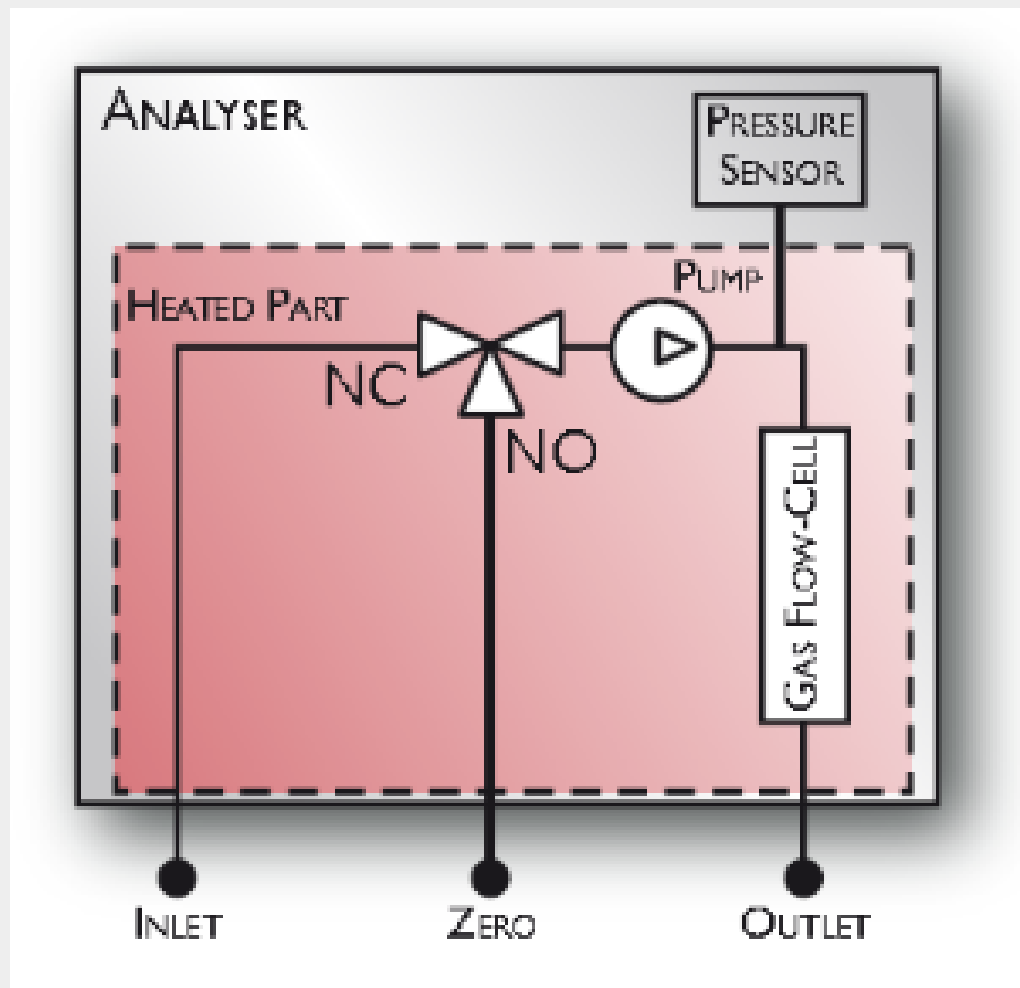 ANALYSER
PRESSURE
SENSOR
PUMP
HEATED PART
NC
NO
GAS FLOW-CELL
INLET
ZERO
OUTLET